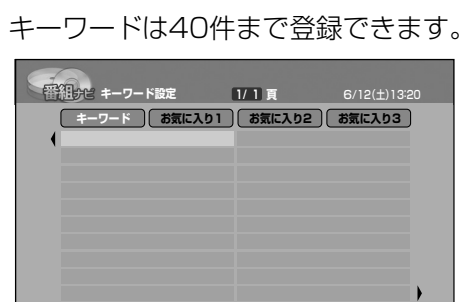 キーワードは40件まで登録できます。
番組ナビ キーワード設定 1/ 1 頁 6/12(土)13:20
キーワード お気に入り1 お気に入り2 お気に入り3